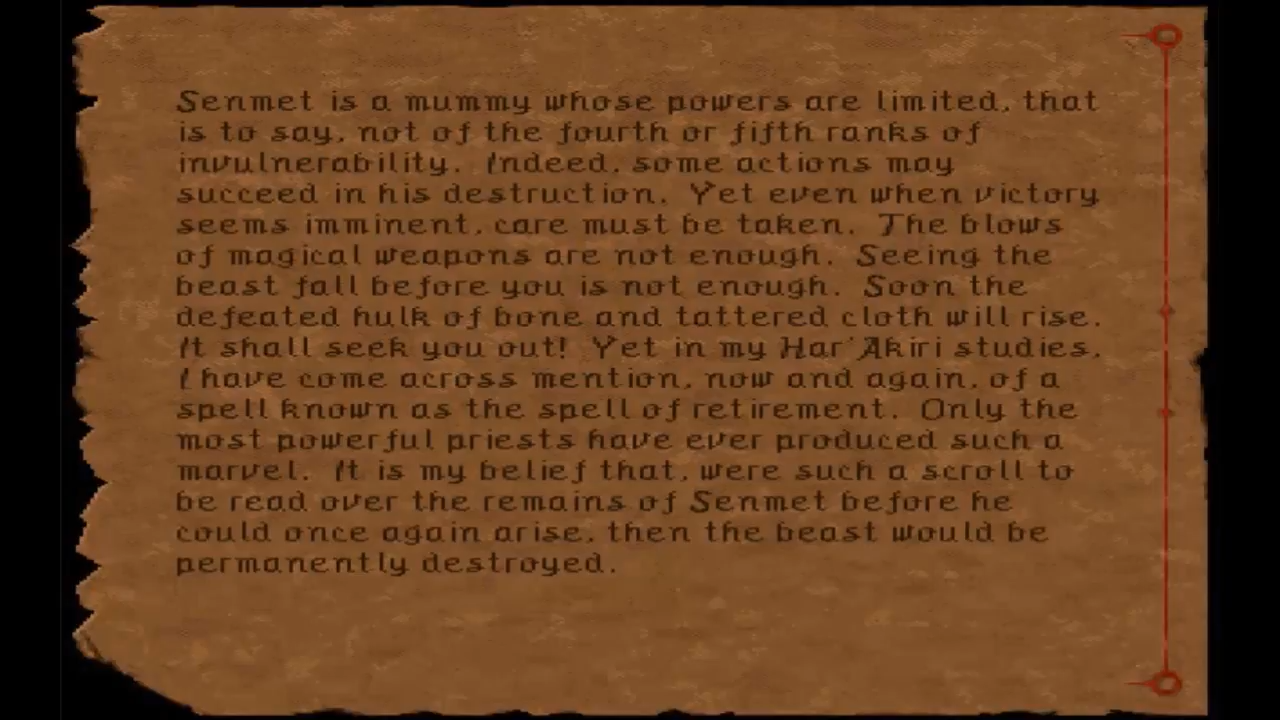 Senmet is a mummy whose powers are limited, that
is to say, not of the fourth or fifth ranks of
invulnerability.  Indeed, some actions may
succeed in his destruction.  Yet even when victory
seems imminent, care must be taken.  The blows
of magical weapons are not enough.  Seeing the
beast fall before you is not enough.  Soon the
defeated hulk of bone and tattered cloth will rise.
It shall seek you out!  Yet in my Har'Akiri studies,
I have come across mention, now and again, of a
spell known as the spell of retirement.  Only the
most powerful priests have ever produced such a
marvel.  It is my belief that, were such a scroll to
be read over the remains of Senmet before he
could once again arise, then the beast would be
permanently destroyed.